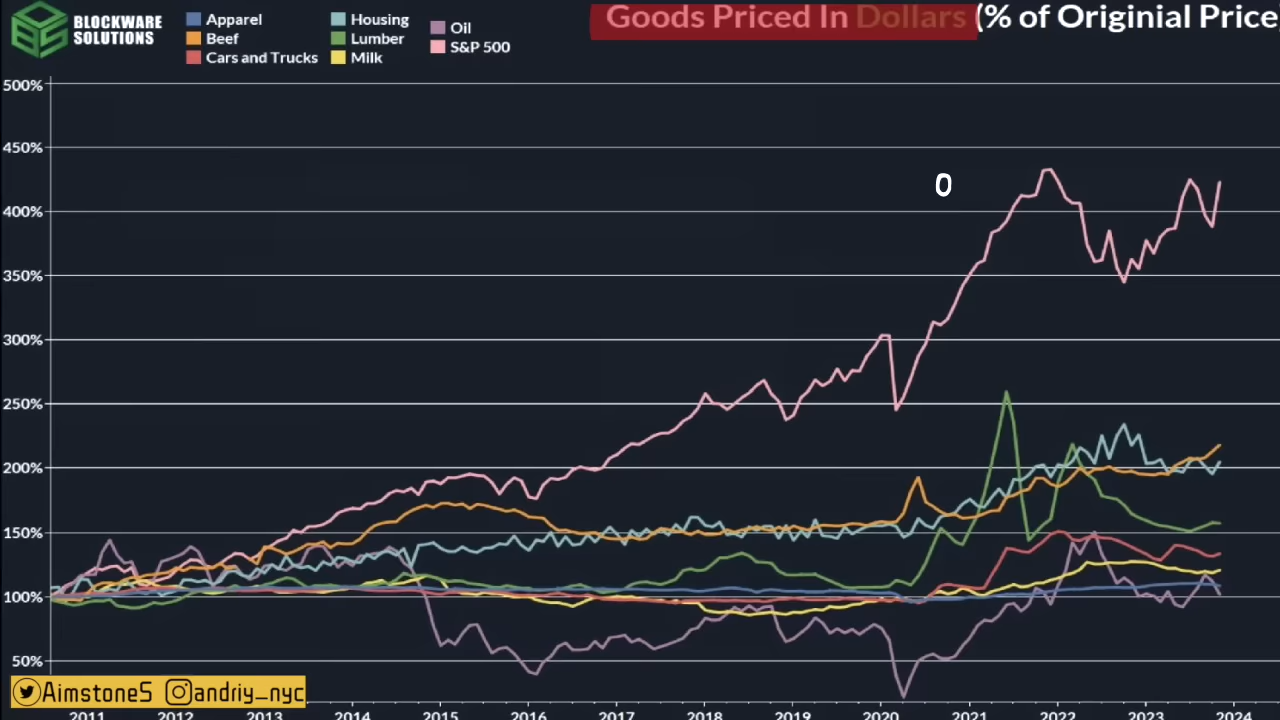 BLOCKWARE
SOLUTIONS
Apparel
Beef
Cars and Trucks
Housing
Lumber
Milk
Oil
S&P 500
Goods Priced In Dollars (% of Originial Price
500%
450%
400%
350%
300%
250%
200%
150%
100%
50%
0
Aimstone5 andriy_nyc
2011 2012 2013 2014 2015 2016 2017 2018 2019 2020 2021 2022 2023 2024